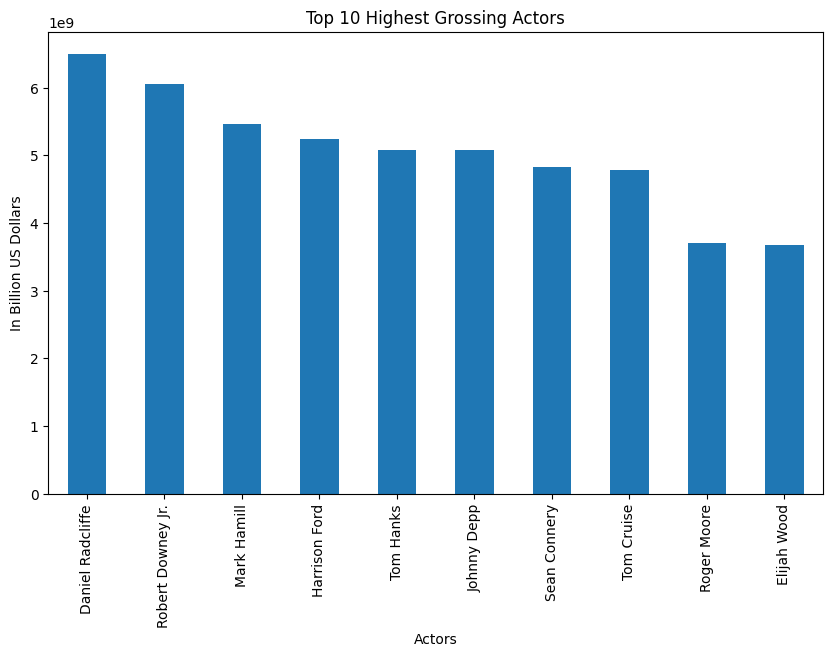 Top 10 Highest Grossing Actors
1e9
In Billion US Dollars
6
5
4
3
2
1
0
Daniel Radcliffe
Robert Downey Jr.
Mark Hamill
Harrison Ford
Tom Hanks
Johnny Depp
Sean Connery
Tom Cruise
Roger Moore
Elijah Wood
Actors